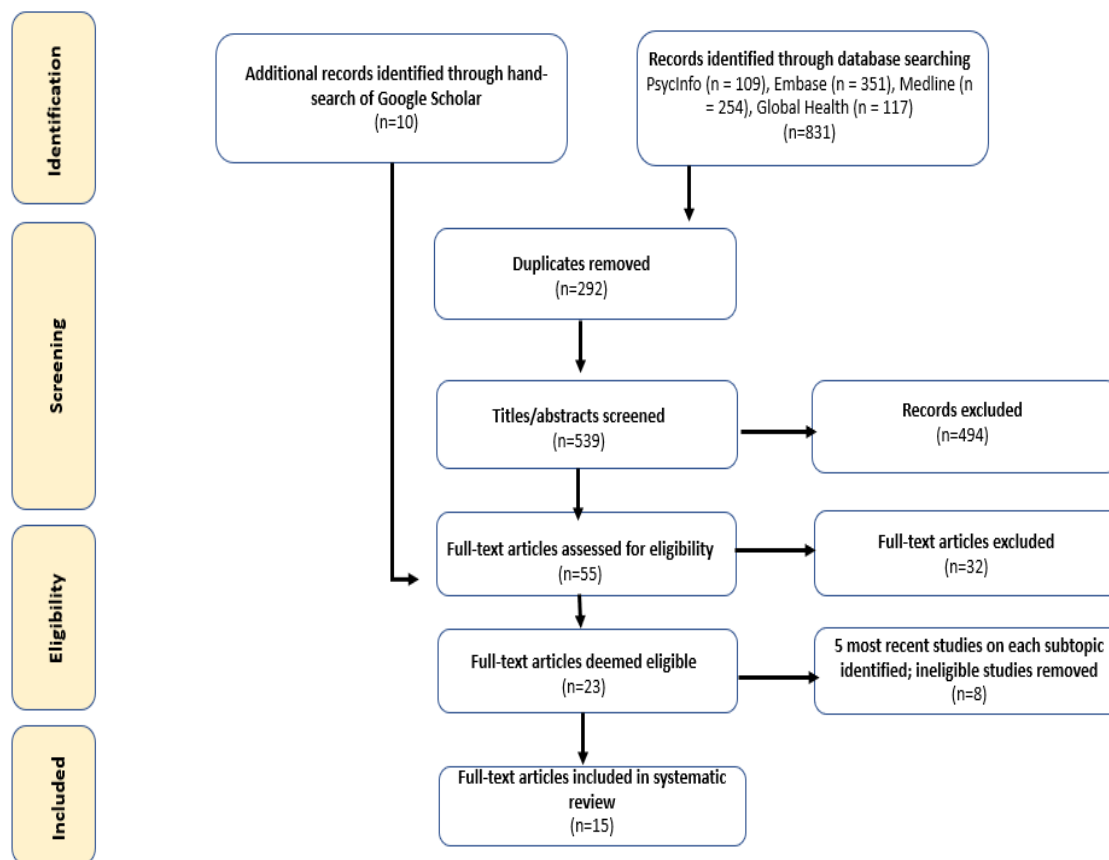 Identification
Additional records identified through hand-
search of Google Scholar
(n=10)
Records identified through database searching
PsycInfo (n = 109), Embase (n = 351), Medline (n
= 254), Global Health (n = 117)
(n=831)
Screening
Duplicates removed
(n=292)
Titles/abstracts screened
(n=539)
Records excluded
(n=494)
Eligibility
Full-text articles assessed for eligibility
(n=55)
Full-text articles excluded
(n=32)
Full-text articles deemed eligible
(n=23)
5 most recent studies on each subtopic
identified; ineligible studies removed
(n=8)
Included
Full-text articles included in systematic
review
(n=15)